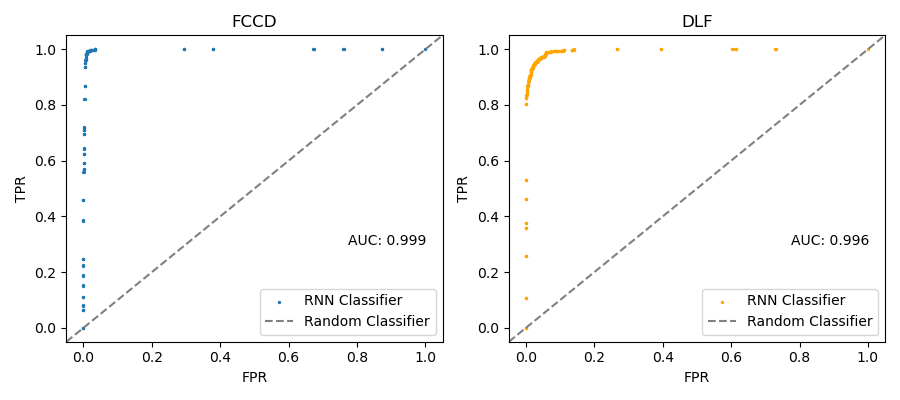 FCCD
TPR
1.0
0.8
0.6
0.4
0.2
0.0
AUC: 0.999
RNN Classifier
Random Classifier
0.0 0.2 0.4 0.6 0.8 1.0
FPR
DLF
TPR
1.0
0.8
0.6
0.4
0.2
0.0
AUC: 0.996
RNN Classifier
Random Classifier
0.0 0.2 0.4 0.6 0.8 1.0
FPR